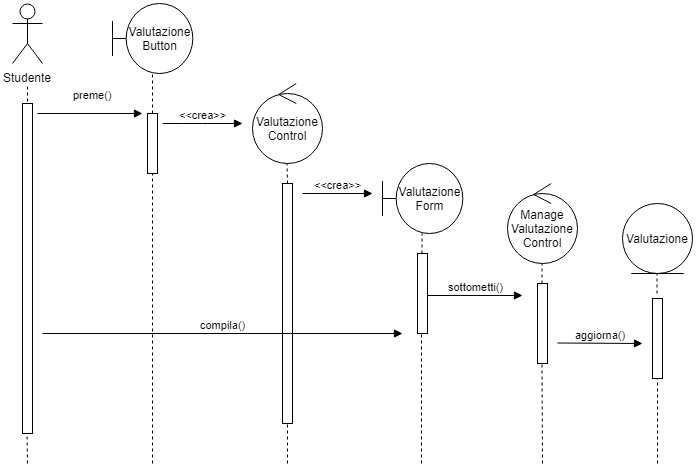 Valutazione
Button
Studente
preme()
<<crea>>
Valutazione
Control
<<crea>>
Valutazione
Form
Manage
Valutazione
Control
Valutazione
sottometti()
compila()
aggiorna()